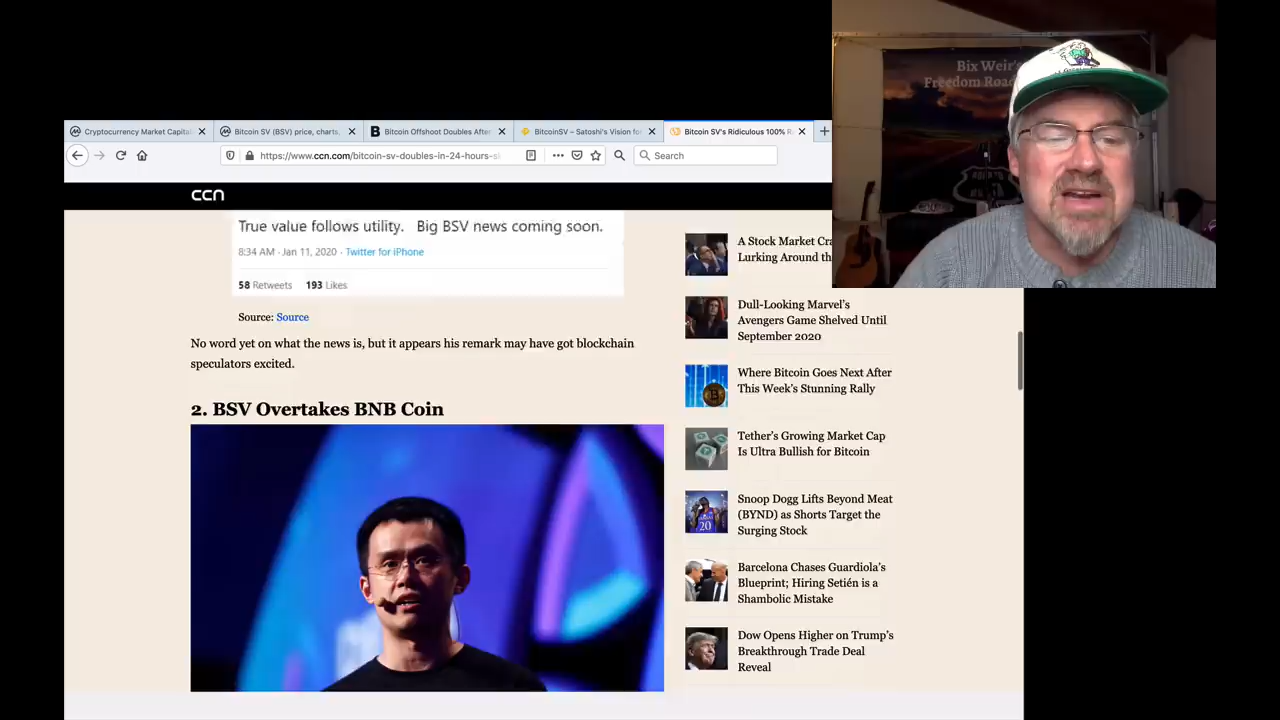 Bix Weir's
Freedom Road
Cryptocurrency Market Capital
Bitcoin SV (BSV) price, charts,
Bitcoin Offshoot Doubles After
BitcoinSV – Satoshi's Vision for
Bitcoin SV's Ridiculous 100% R
https://www.ccn.com/bitcoin-sv-doubles-in-24-hours-s
Search
ccn
True value follows utility. Big BSV news coming soon.
8:34 AM · Jan 11, 2020 · Twitter for iPhone
58 Retweets 193 Likes
Source: Source
No word yet on what the news is, but it appears his remark may have got blockchain
speculators excited.
2. BSV Overtakes BNB Coin
A Stock Market Cra
Lurking Around th
Dull-Looking Marvel’s
Avengers Game Shelved Until
September 2020
Where Bitcoin Goes Next After
This Week’s Stunning Rally
Tether’s Growing Market Cap
Is Ultra Bullish for Bitcoin
Snoop Dogg Lifts Beyond Meat
(BYND) as Shorts Target the
Surging Stock
20
Barcelona Chases Guardiola’s
Blueprint; Hiring Setién is a
Shambolic Mistake
Dow Opens Higher on Trump’s
Breakthrough Trade Deal
Reveal